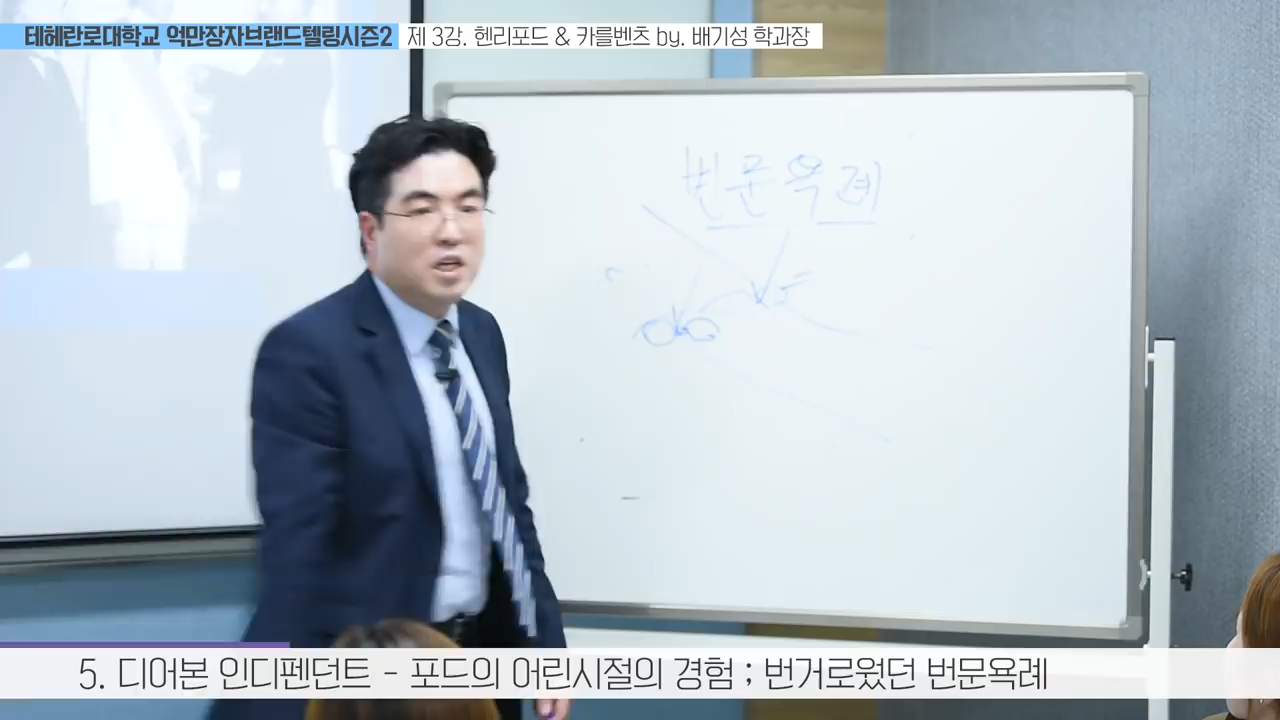 테헤란로대학교 억만장자브랜드텔링시즌2 제 3강. 헨리포드 & 카를벤츠 by. 배기성 학과장
번문욕례
5. 디어본 인디펜던트 - 포드의 어린시절의 경험 ; 번거로웠던 번문욕례